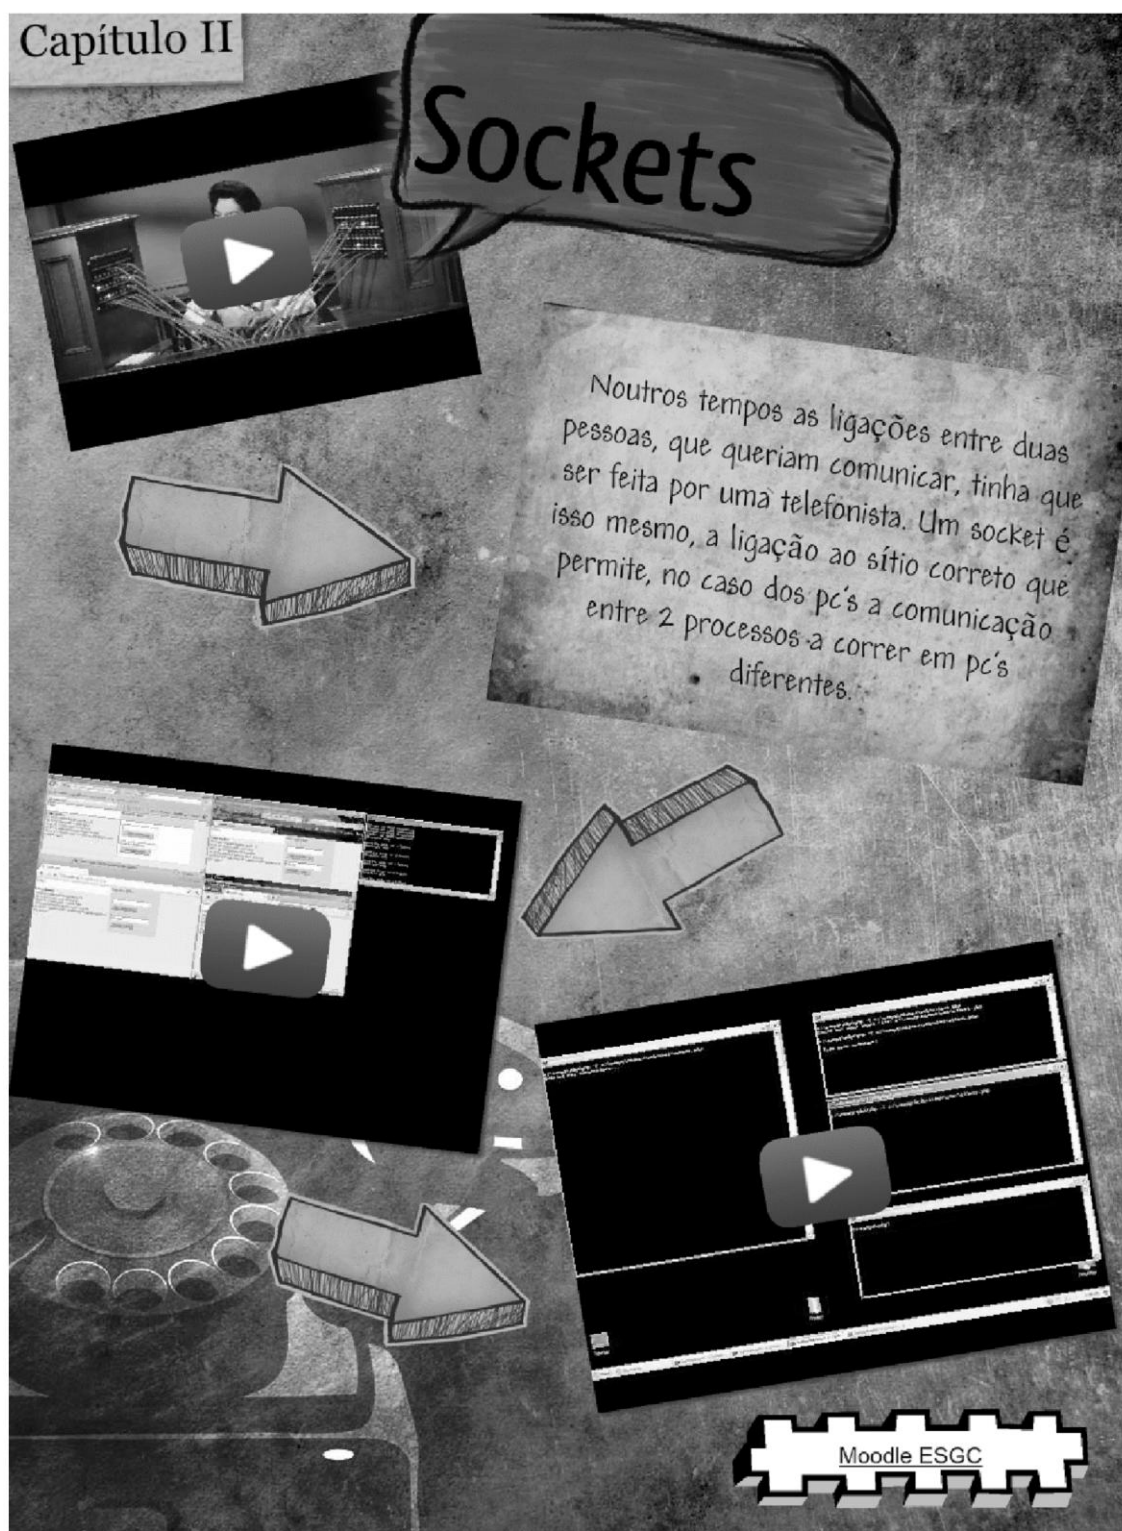 Capítulo II
Sockets
Noutros tempos as ligações entre duas
pessoas, que queriam comunicar, tinha que
ser feita por uma telefonista. Um socket é
isso mesmo, a ligação ao sítio correto que
permite, no caso dos pc's a comunicação
entre 2 processos a correr em pc's
diferentes.
Moodle ESGC